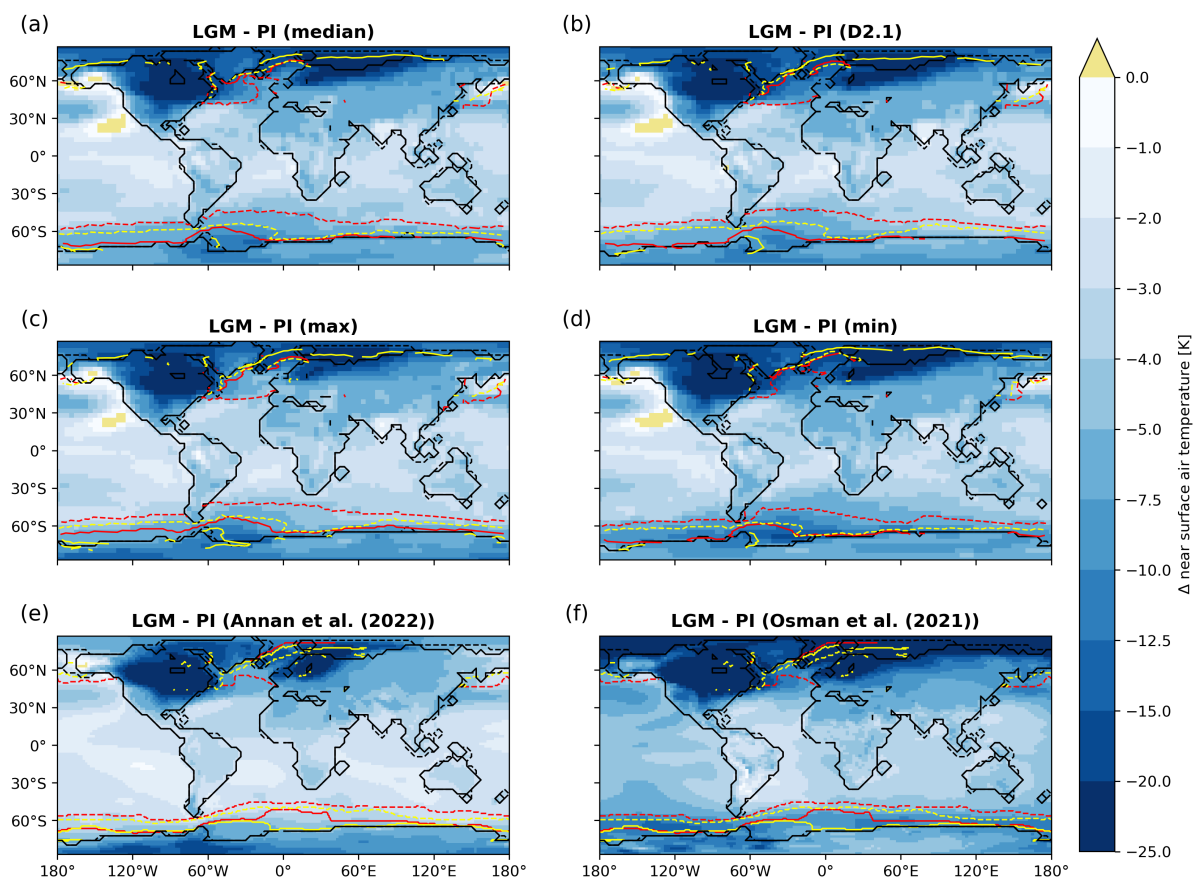 (a)
LGM - PI (median)
(b)
LGM - PI (D2.1)
60°N
30°N
0°
30°S
60°S
(c)
LGM - PI (max)
(d)
LGM - PI (min)
60°N
30°N
0°
30°S
60°S
(e)
LGM - PI (Annan et al. (2022))
(f)
LGM - PI (Osman et al. (2021))
60°N
30°N
0°
30°S
60°S
180° 120°W 60°W 0° 60°E 120°E 180°
180° 120°W 60°W 0° 60°E 120°E 180°
0.0
−1.0
−2.0
−3.0
−4.0
−5.0
−7.5
−10.0
−12.5
−15.0
−20.0
−25.0
Δ near surface air temperature [K]